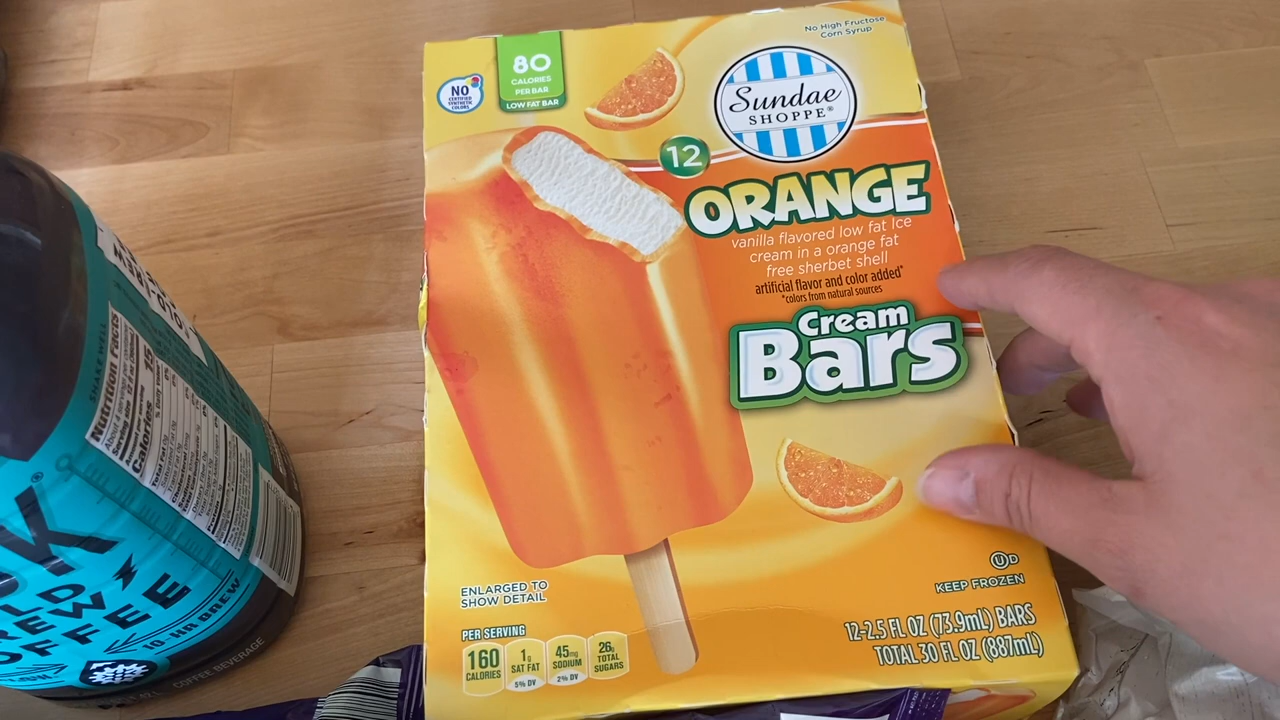 No High Fructose
Corn Syrup
80
CALORIES
PER BAR
LOW FAT BAR
NO
CERTIFIED
SYNTHETIC
COLORS
Sundae
SHOPPE®
12
ORANGE
vanilla flavored low fat Ice
cream in a orange fat
free sherbet shell
artificial flavor and color added*
*colors from natural sources
Cream
Bars
ENLARGED TO
SHOW DETAIL
PER SERVING
160
CALORIES
1g
SAT FAT
5% DV
45mg
SODIUM
2% DV
26g
TOTAL
SUGARS
U D
KEEP FROZEN
12-2.5 FL OZ (73.9mL) BARS
TOTAL 30 FL OZ (887mL)
SHAKE WELL
Nutrition Facts
Calories 15
COFFEE BEVERAGE